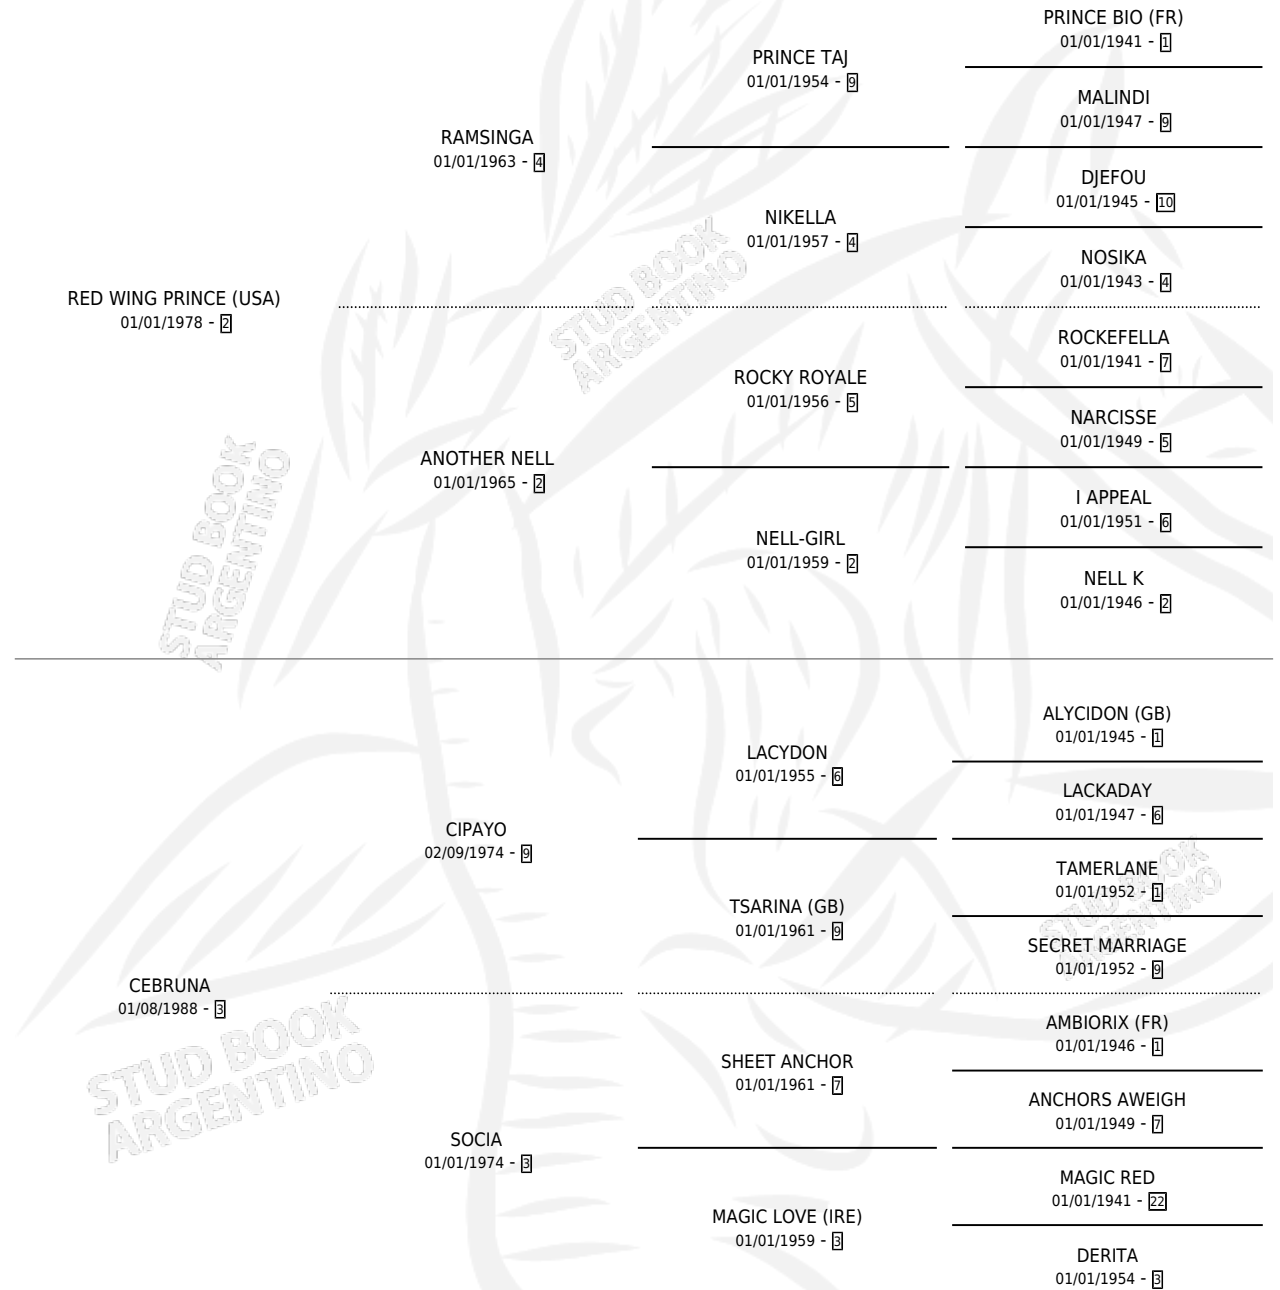 PRINCE BIO (FR)
01/01/1941 - 1
PRINCE TAJ
01/01/1954 - 9
MALINDI
01/01/1947 - 9
RAMSINGA
01/01/1963 - 4
DJEFOU
01/01/1945 - 10
NIKELLA
01/01/1957 - 4
NOSIKA
01/01/1943 - 4
RED WING PRINCE (USA)
01/01/1978 - 2
ROCKEFELLA
01/01/1941 - 7
ROCKY ROYALE
01/01/1956 - 5
NARCISSE
01/01/1949 - 5
ANOTHER NELL
01/01/1965 - 2
I APPEAL
01/01/1951 - 6
NELL-GIRL
01/01/1959 - 2
NELL K
01/01/1946 - 2
ALYCIDON (GB)
01/01/1945 - 1
LACYDON
01/01/1955 - 6
LACKADAY
01/01/1947 - 6
CIPAYO
02/09/1974 - 9
TAMERLANE
01/01/1952 - 1
TSARINA (GB)
01/01/1961 - 9
SECRET MARRIAGE
01/01/1952 - 9
CEBRUNA
01/08/1988 - 3
AMBIORIX (FR)
01/01/1946 - 1
SHEET ANCHOR
01/01/1961 - 7
ANCHORS AWEIGH
01/01/1949 - 7
SOCIA
01/01/1974 - 3
MAGIC RED
01/01/1941 - 22
MAGIC LOVE (IRE)
01/01/1959 - 3
DERITA
01/01/1954 - 3
STUD BOOK
ARGENTINO
STUD BOOK
ARGENTINO
STUD BOOK
ARGENTINO
STUD BOOK
ARGENTINO